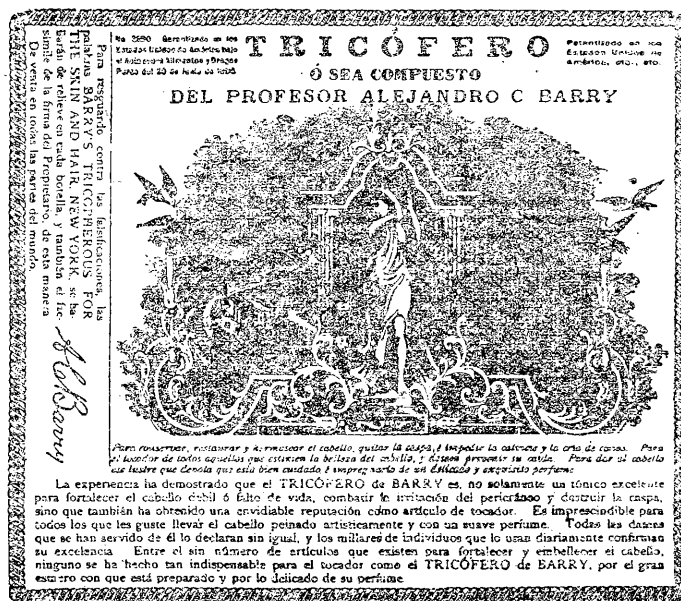 No. 2290. Garantizado en los
Estados Unidos de América bajo
el Acta sobre Alimentos y Drogas
Puros del 30 de Junio de 1906.
TRICÓFERO
Patentizado en los
Estados Unidos de
América, etc., etc.
Ó SEA COMPUESTO
DEL PROFESOR ALEJANDRO C BARRY
Para resguardo contra las falsificaciones, las
palabras BARRY'S TRICOPHEROUS FOR
THE SKIN AND HAIR, NEW YORK, se ha-
llarán de relieve en cada botella, y también el fac-
símile de la firma del Propietario, de esta manera
De venta en todas las partes del mundo.
A C Barry
Para conservar, restaurar y hermosear el cabello, quitar la caspa, é impedir la calvicie y la cria de canas. Para
el tocador de todos aquellos que estimen la belleza del cabello, y deseen prevenir su caida. Para dar al cabello
ese lustre que denota que está bien cuidado é impregnarlo de un delicado y exquisito perfume
La experiencia ha demostrado que el TRICÓFERO de BARRY es, no solamente un tónico excelente
para fortalecer el cabello débil ó falto de vida, combatir la irritación del pericráneo y destruir la caspa,
sino que también ha obtenido una envidiable reputación como artículo de tocador. Es imprescindible para
todos los que les guste llevar el cabello peinado artísticamente y con un suave perfume. Todas las damas
que se han servido de él lo declaran sin igual, y los millares de individuos que lo usan diariamente confirman
su excelencia Entre el sin número de artículos que existen para fortalecer y embellecer el cabello,
ninguno se ha hecho tan indispensable para el tocador como el TRICÓFERO de BARRY, por el gran
esmero con que está preparado y por lo delicado de su perfume